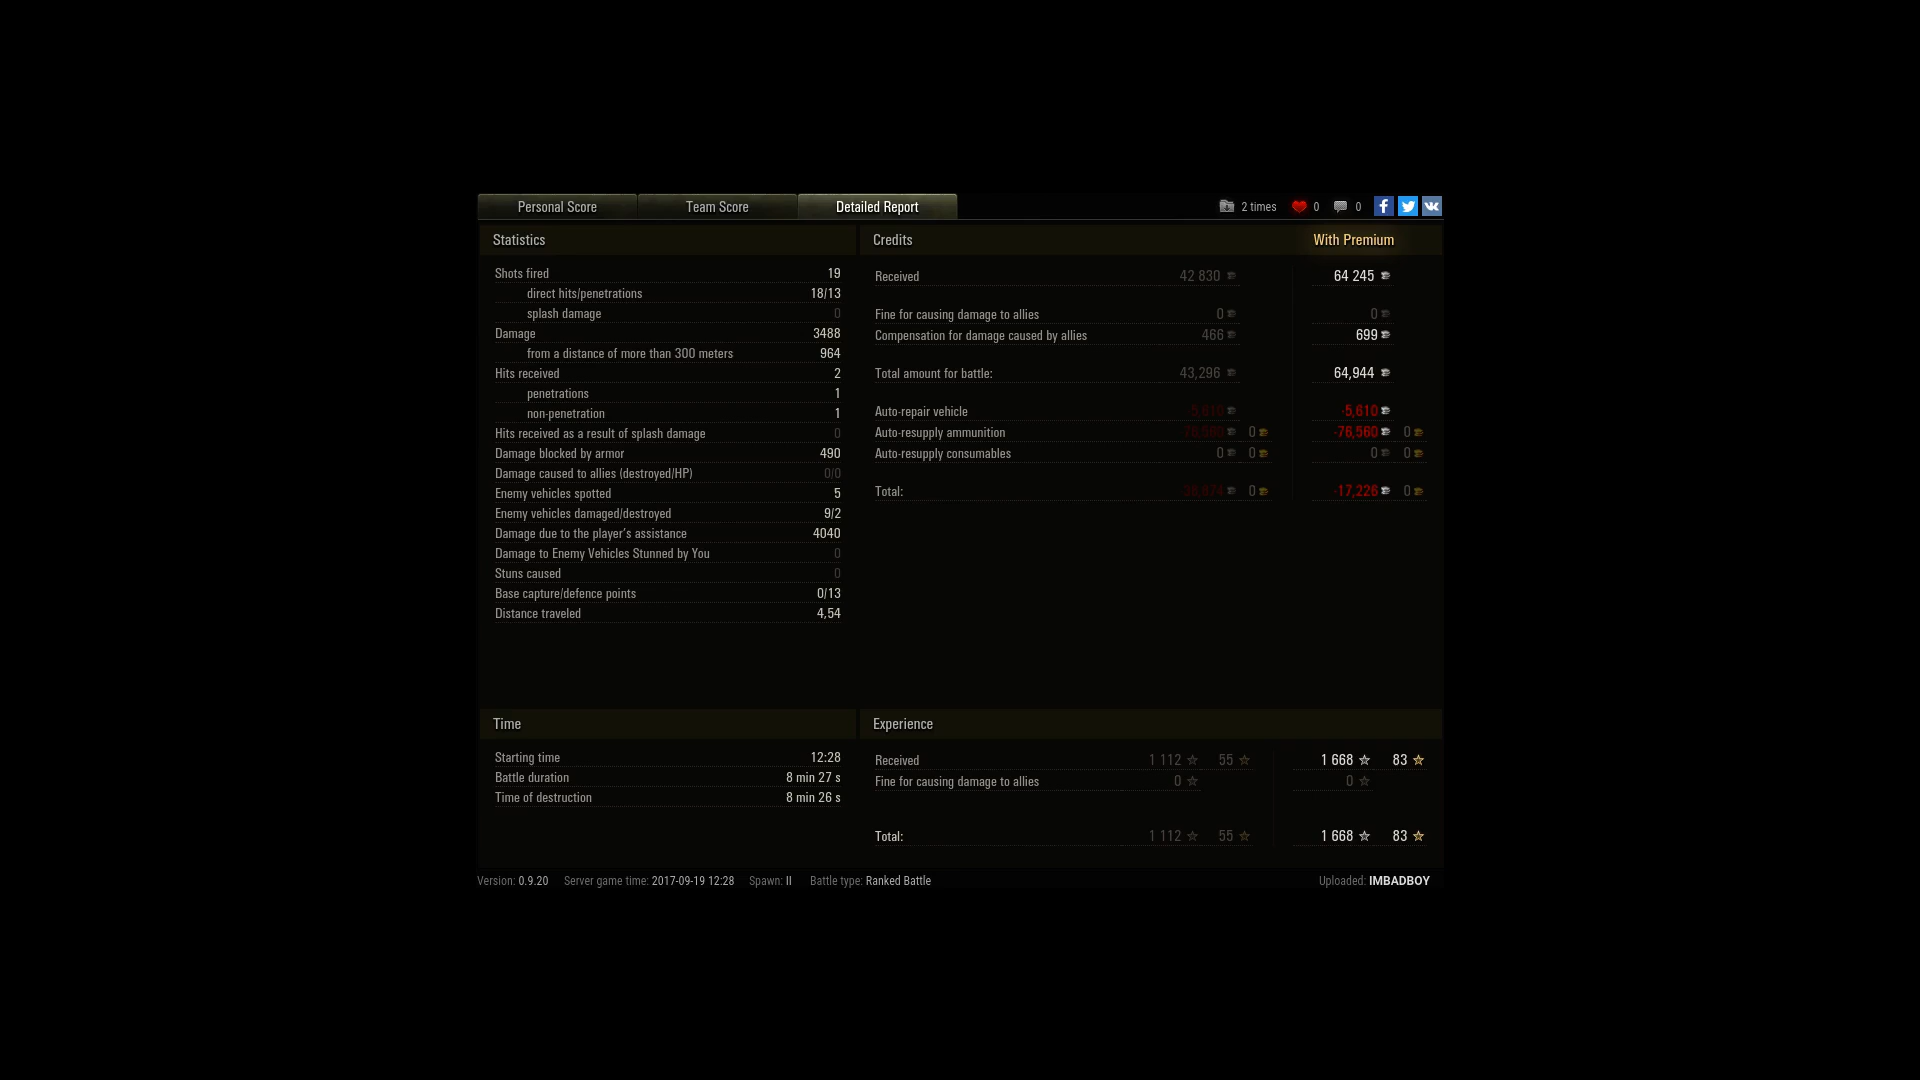 Personal Score Team Score Detailed Report 2 times 0 0
Statistics
Shots fired 19
direct hits/penetrations 18/13
splash damage 0
Damage 3488
from a distance of more than 300 meters 964
Hits received 2
penetrations 1
non-penetration 1
Hits received as a result of splash damage 0
Damage blocked by armor 490
Damage caused to allies (destroyed/HP) 0/0
Enemy vehicles spotted 5
Enemy vehicles damaged/destroyed 9/2
Damage due to the player's assistance 4040
Damage to Enemy Vehicles Stunned by You 0
Stuns caused 0
Base capture/defence points 0/13
Distance traveled 4,54
Credits With Premium
Received 42 830 64 245
Fine for causing damage to allies 0 0
Compensation for damage caused by allies 466 699
Total amount for battle: 43,296 64,944
Auto-repair vehicle 5,610 -5,610
Auto-resupply ammunition 76,560 0 -76,560 0
Auto-resupply consumables 0 0 0 0
Total: 0 -17,226 0
Time
Starting time 12:28
Battle duration 8 min 27 s
Time of destruction 8 min 26 s
Experience
Received 1 112 55 1 668 83
Fine for causing damage to allies 0 0
Total: 1 112 55 1 668 83
Version: 0.9.20 Server game time: 2017-09-19 12:28 Spawn: II Battle type: Ranked Battle Uploaded: IMBADBOY